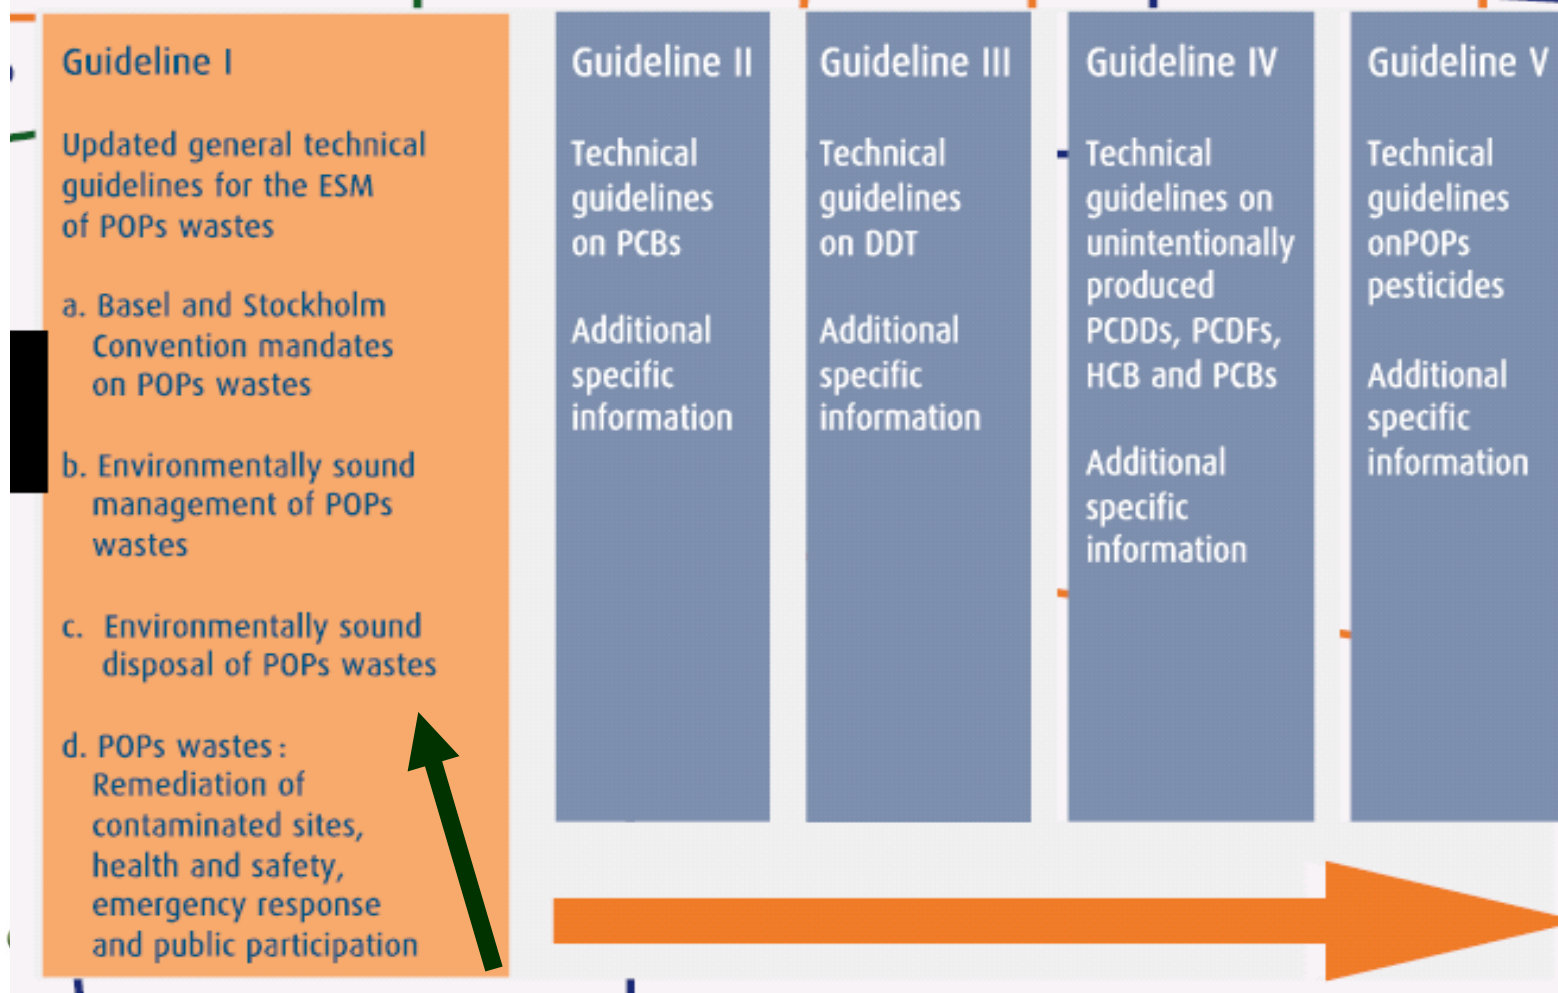 Guideline I
Updated general technical
guidelines for the ESM
of POPs wastes
a. Basel and Stockholm
Convention mandates
on POPs wastes
b. Environmentally sound
management of POPs
wastes
c. Environmentally sound
disposal of POPs wastes
d. POPs wastes :
Remediation of
contaminated sites,
health and safety,
emergency response
and public participation
Guideline II
Technical
guidelines
on PCBs
Additional
specific
information
Guideline III
Technical
guidelines
on DDT
Additional
specific
information
Guideline IV
Technical
guidelines on
unintentionally
produced
PCDDs, PCDFs,
HCB and PCBs
Additional
specific
information
Guideline V
Technical
guidelines
onPOPs
pesticides
Additional
specific
information